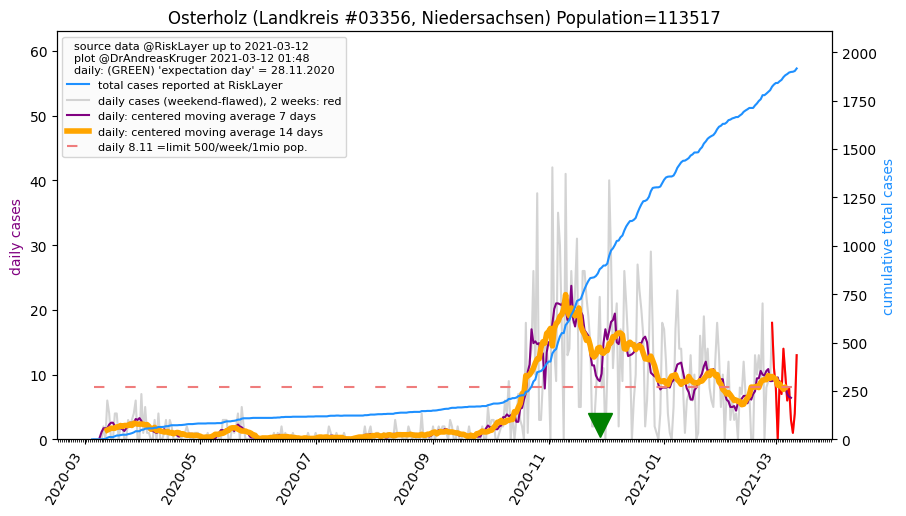 Osterholz (Landkreis #03356, Niedersachsen) Population=113517
source data @RiskLayer up to 2021-03-12
plot @DrAndreasKruger 2021-03-12 01:48
daily: (GREEN) 'expectation day' = 28.11.2020
total cases reported at RiskLayer
daily cases (weekend-flawed), 2 weeks: red
daily: centered moving average 7 days
daily: centered moving average 14 days
daily 8.11 =limit 500/week/1mio pop.
daily cases
60
50
40
30
20
10
0
cumulative total cases
2000
1750
1500
1250
1000
750
500
250
0
2020-03
2020-05
2020-07
2020-09
2020-11
2021-01
2021-03